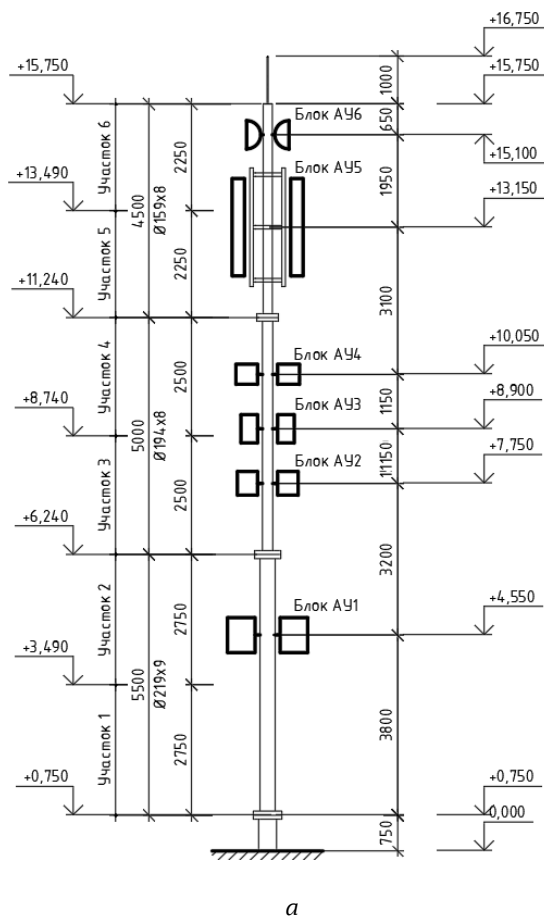 +16,750
+15,750
+15,750
1000
650
Блок АУ6
Участок 6
2250
+15,100
Блок АУ5
1950
+13,490
4500
Ø159x8
+13,150
Участок 5
2250
3100
+11,240
+10,050
Блок АУ4
Участок 4
2500
1150
+8,740
5000
Ø194x8
Блок АУ3
+8,900
1150
+7,750
Участок 3
2500
Блок АУ2
+6,240
3200
Участок 2
2750
Блок АУ1
+4,550
+3,490
5500
Ø219x9
3800
Участок 1
2750
+0,750
+0,750
0,000
750
а